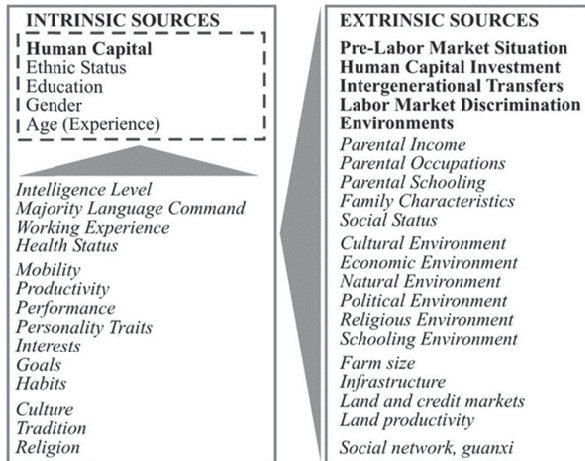 INTRINSIC SOURCES
Human Capital
Ethnic Status
Education
Gender
Age (Experience)
Intelligence Level
Majority Language Command
Working Experience
Health Status
Mobility
Productivity
Performance
Personality Traits
Interests
Goals
Habits
Culture
Tradition
Religion
EXTRINSIC SOURCES
Pre-Labor Market Situation
Human Capital Investment
Intergenerational Transfers
Labor Market Discrimination
Environments
Parental Income
Parental Occupations
Parental Schooling
Family Characteristics
Social Status
Cultural Environment
Economic Environment
Natural Environment
Political Environment
Religious Environment
Schooling Environment
Farm size
Infrastructure
Land and credit markets
Land productivity
Social network, guanxi